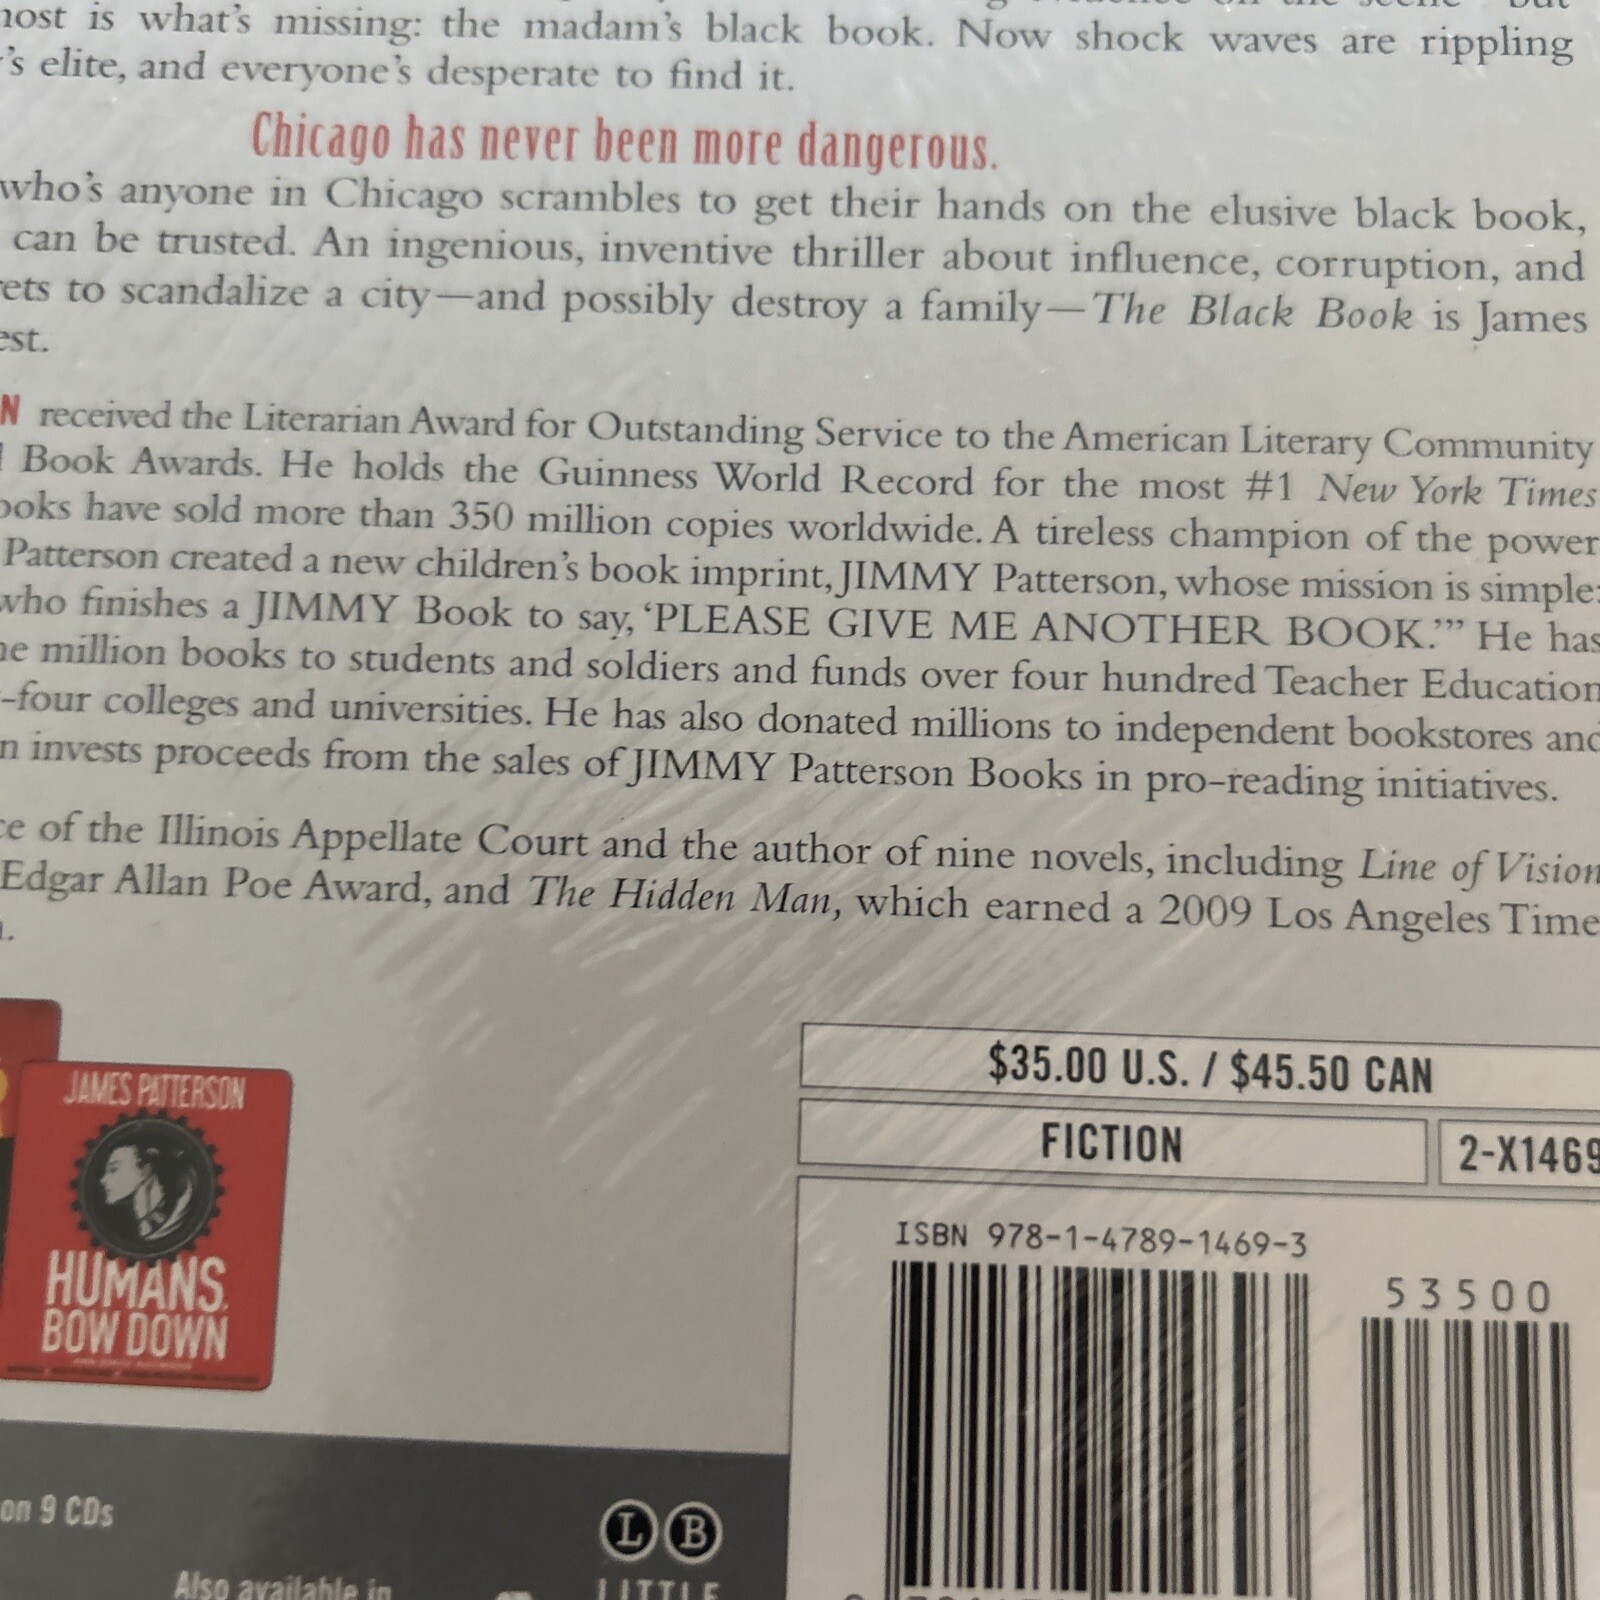 most is what's missing: the madam's black book. Now shock waves are rippling
's elite, and everyone's desperate to find it.
Chicago has never been more dangerous.
who's anyone in Chicago scrambles to get their hands on the elusive black book,
can be trusted. An ingenious, inventive thriller about influence, corruption, and
ets to scandalize a city—and possibly destroy a family—The Black Book is James
est.
N received the Literarian Award for Outstanding Service to the American Literary Community
l Book Awards. He holds the Guinness World Record for the most #1 New York Times
ooks have sold more than 350 million copies worldwide. A tireless champion of the power
Patterson created a new children's book imprint, JIMMY Patterson, whose mission is simple:
who finishes a JIMMY Book to say, 'PLEASE GIVE ME ANOTHER BOOK.'" He has
ne million books to students and soldiers and funds over four hundred Teacher Education
-four colleges and universities. He has also donated millions to independent bookstores and
n invests proceeds from the sales of JIMMY Patterson Books in pro-reading initiatives.
ce of the Illinois Appellate Court and the author of nine novels, including Line of Vision
Edgar Allan Poe Award, and The Hidden Man, which earned a 2009 Los Angeles Time
.
$35.00 U.S. / $45.50 CAN
FICTION
2-X1469
ISBN 978-1-4789-1469-3
53500
JAMES PATTERSON
HUMANS,
BOW DOWN
on 9 CDs
Also available in
L B
LITTLE